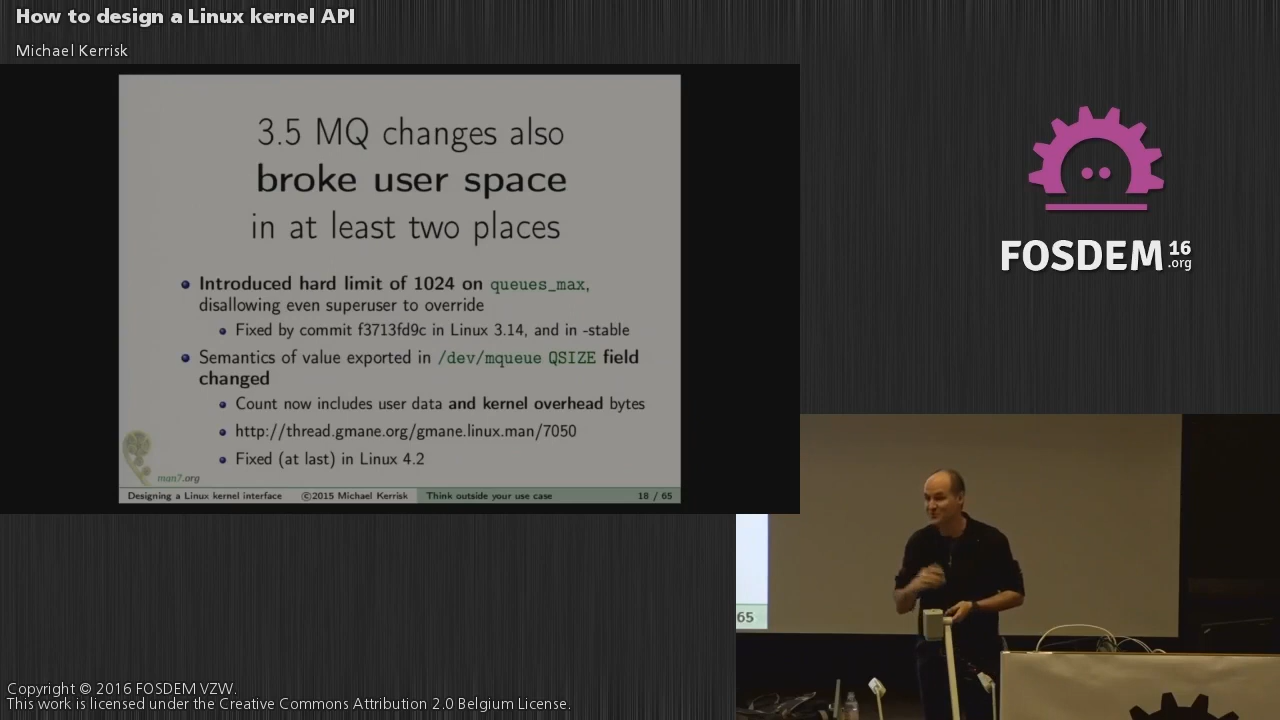 How to design a Linux kernel API
Michael Kerrisk
3.5 MQ changes also
broke user space
in at least two places
Introduced hard limit of 1024 on queues_max,
disallowing even superuser to override
Fixed by commit f3713fd9c in Linux 3.14, and in -stable
Semantics of value exported in /dev/mqueue QSIZE field
changed
Count now includes user data and kernel overhead bytes
http://thread.gmane.org/gmane.linux.man/7050
Fixed (at last) in Linux 4.2
man7.org
Designing a Linux kernel interface ©2015 Michael Kerrisk Think outside your use case 18 / 65
FOSDEM 16 .org
65
Copyright © 2016 FOSDEM VZW.
This work is licensed under the Creative Commons Attribution 2.0 Belgium License.